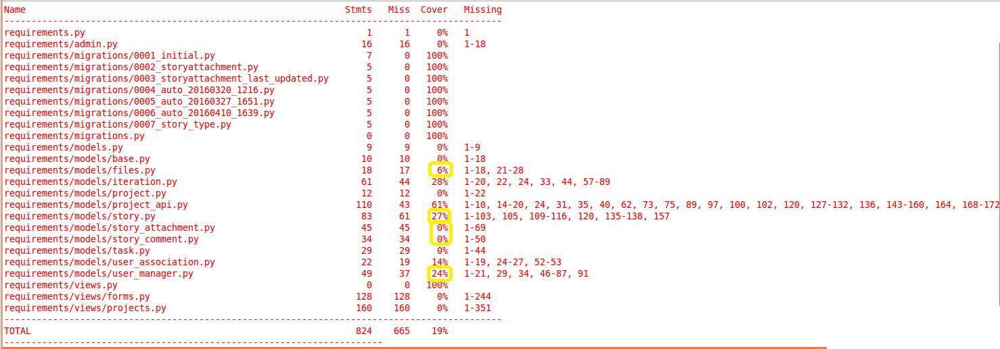 Name Stmts Miss Cover Missing
--------------------------------------------------------------------------------------------
requirements.py 1 1 0% 1
requirements/admin.py 16 16 0% 1-18
requirements/migrations/0001_initial.py 7 0 100%
requirements/migrations/0002_storyattachment.py 5 0 100%
requirements/migrations/0003_storyattachment_last_updated.py 5 0 100%
requirements/migrations/0004_auto_20160320_1216.py 5 0 100%
requirements/migrations/0005_auto_20160327_1651.py 5 0 100%
requirements/migrations/0006_auto_20160410_1639.py 5 0 100%
requirements/migrations/0007_story_type.py 5 0 100%
requirements/migrations.py 0 0 100%
requirements/models.py 9 9 0% 1-9
requirements/models/base.py 10 10 0% 1-18
requirements/models/files.py 18 17 6% 1-18, 21-28
requirements/models/iteration.py 61 44 28% 1-20, 22, 24, 33, 44, 57-89
requirements/models/project.py 12 12 0% 1-22
requirements/models/project_api.py 110 43 61% 1-10, 14-20, 24, 31, 35, 40, 62, 73, 75, 89, 97, 100, 102, 120, 127-132, 136, 143-160, 164, 168-172
requirements/models/story.py 83 61 27% 1-103, 105, 109-116, 120, 135-138, 157
requirements/models/story_attachment.py 45 45 0% 1-69
requirements/models/story_comment.py 34 34 0% 1-50
requirements/models/task.py 29 29 0% 1-44
requirements/models/user_association.py 22 19 14% 1-19, 24-27, 52-53
requirements/models/user_manager.py 49 37 24% 1-21, 29, 34, 46-87, 91
requirements/views.py 0 0 100%
requirements/views/forms.py 128 128 0% 1-244
requirements/views/projects.py 160 160 0% 1-351
--------------------------------------------------------------------------------------------
TOTAL 824 665 19%
----------------------------------------------------------------------